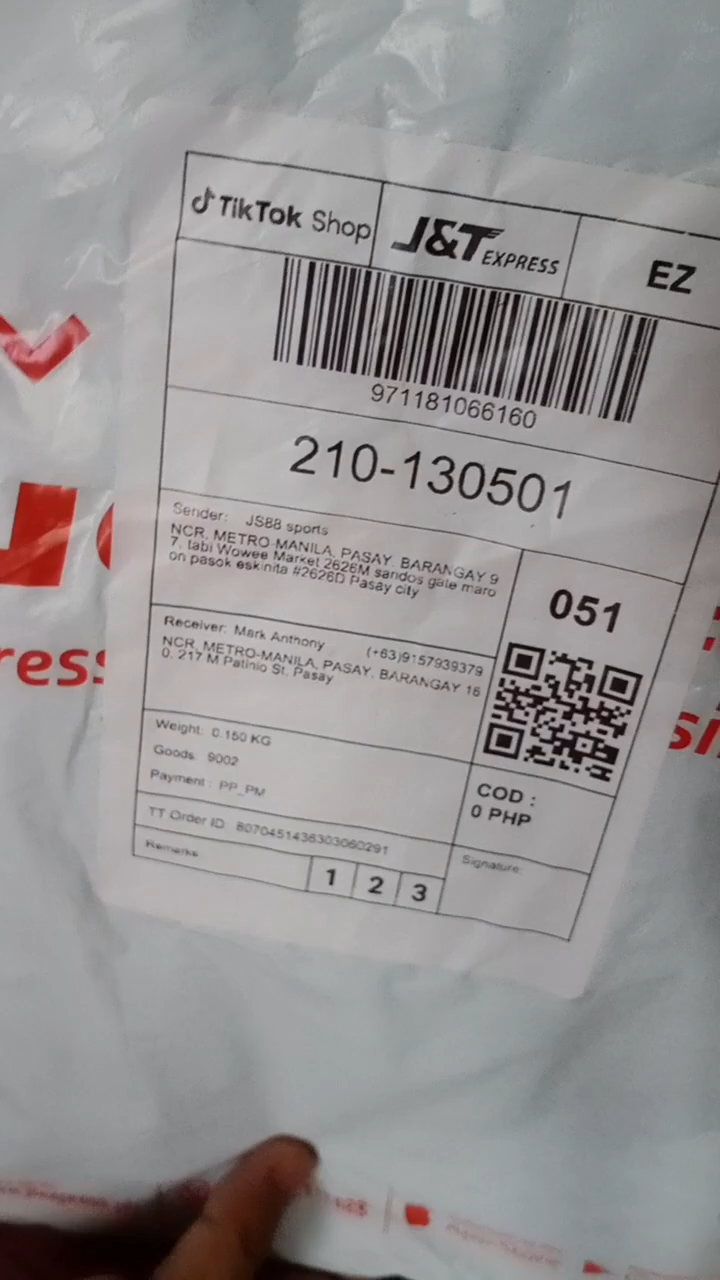 TikTok Shop
J&T EXPRESS
EZ
971181066160
210-130501
Sender: JS88 sports
NCR, METRO-MANILA, PASAY, BARANGAY 9
7, tabi Wowee Market 2626M sandos gate maro
on pasok eskinita #2626D Pasay city
051
Receiver: Mark Anthony (+63)9157939379
NCR, METRO-MANILA, PASAY, BARANGAY 16
0, 217 M Patinio St. Pasay
Weight: 0.150 KG
Goods: 9002
Payment : PP_PM
COD :
0 PHP
TT Order ID 8070451436303060291
Remarks
1 2 3
Signature: